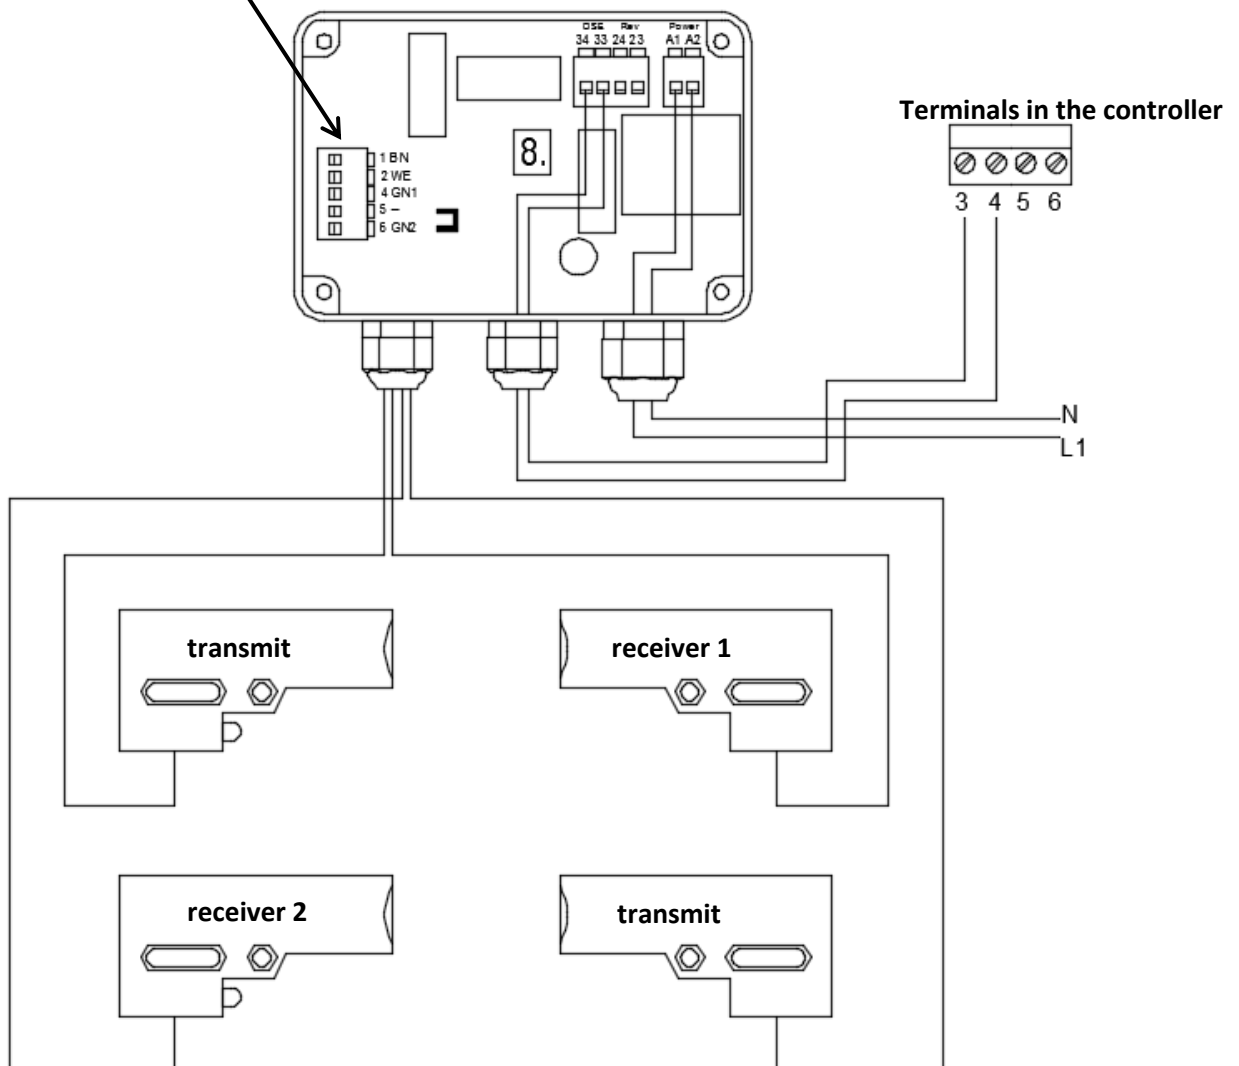 OSE Rev Power
34 33 24 23 A1 A2
Terminals in the controller
8.
1 BN
2 WE
4 GN1
5 –
6 GN2
3 4 5 6
N
L1
transmit receiver 1
receiver 2 transmit